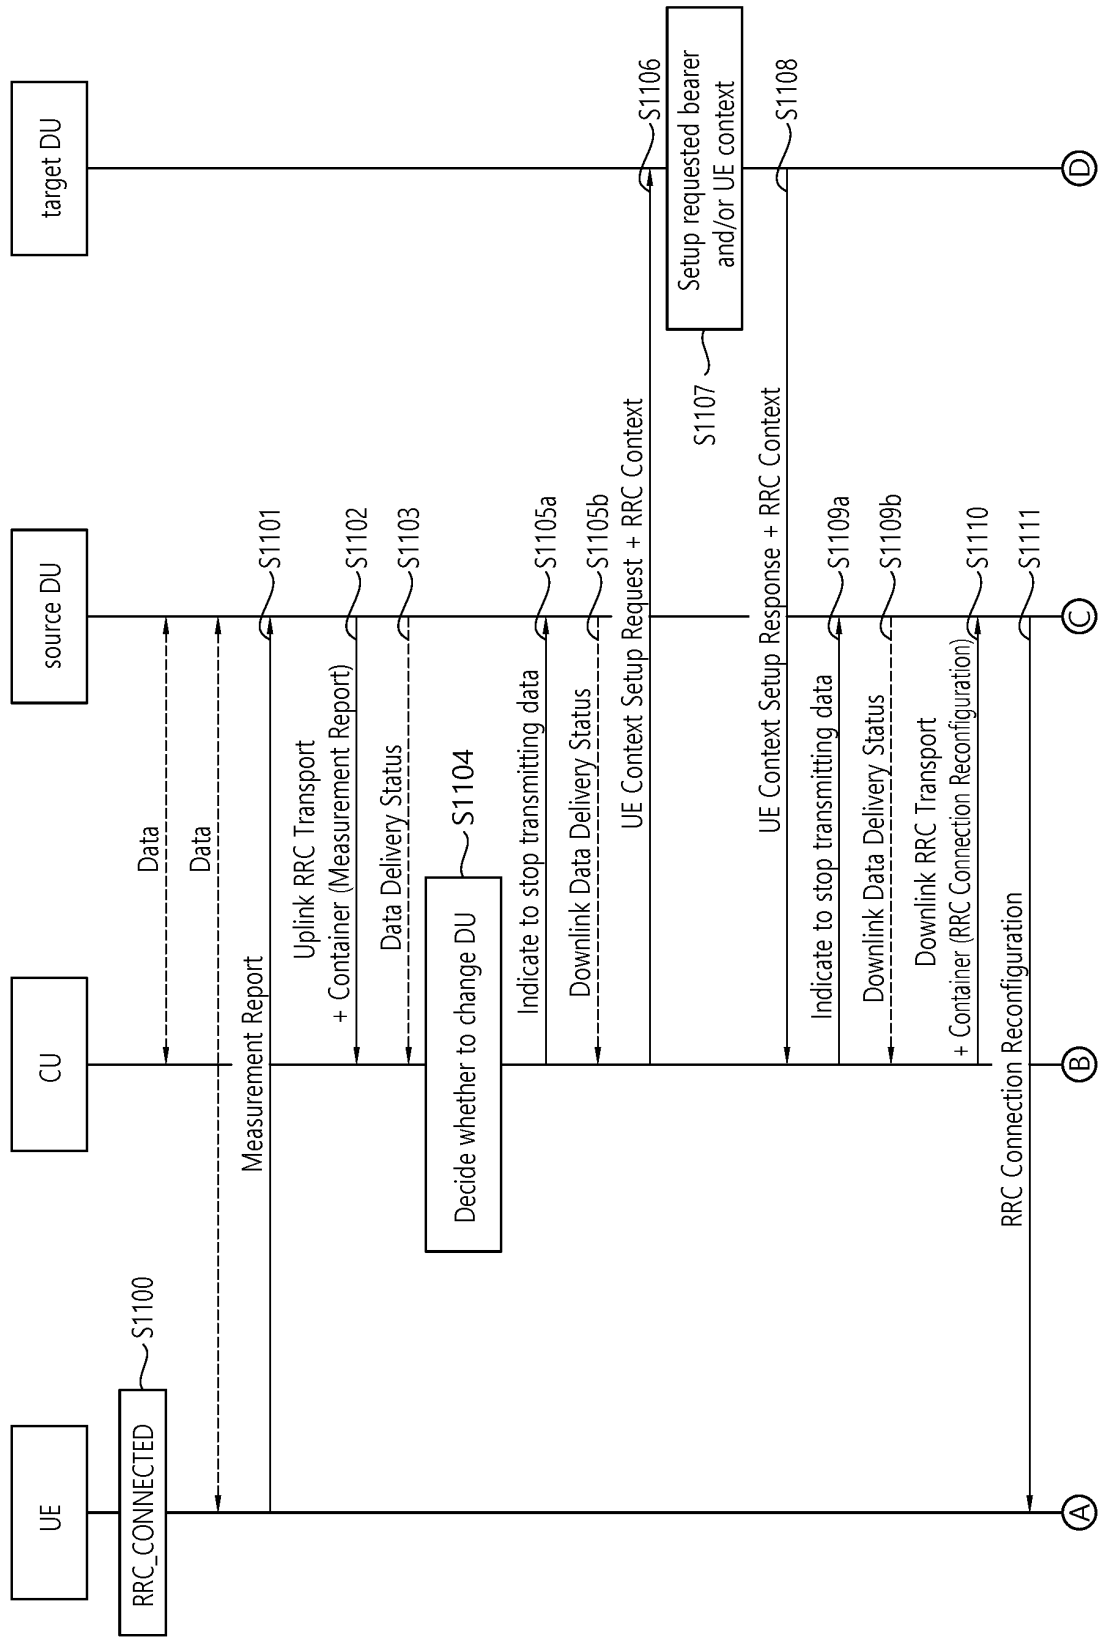 UE
CU
source DU
target DU
RRC_CONNECTED
S1100
Data
Data
Measurement Report
S1101
Uplink RRC Transport
+ Container (Measurement Report)
S1102
Data Delivery Status
S1103
Decide whether to change DU
S1104
Indicate to stop transmitting data
S1105a
Downlink Data Delivery Status
S1105b
UE Context Setup Request + RRC Context
S1106
Setup requested bearer
and/or UE context
S1107
UE Context Setup Response + RRC Context
S1108
Indicate to stop transmitting data
S1109a
Downlink Data Delivery Status
S1109b
Downlink RRC Transport
+ Container (RRC Connection Reconfiguration)
S1110
RRC Connection Reconfiguration
S1111
A
B
C
D